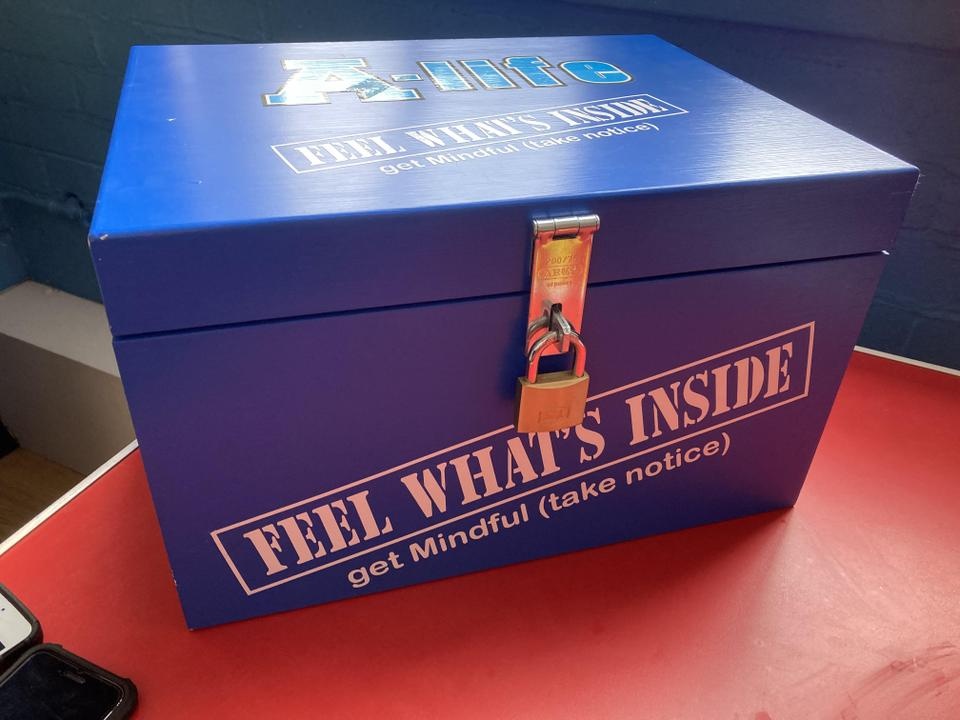 A-life
FEEL WHAT'S INSIDE
get Mindful (take notice)
FEEL WHAT'S INSIDE
get Mindful (take notice)